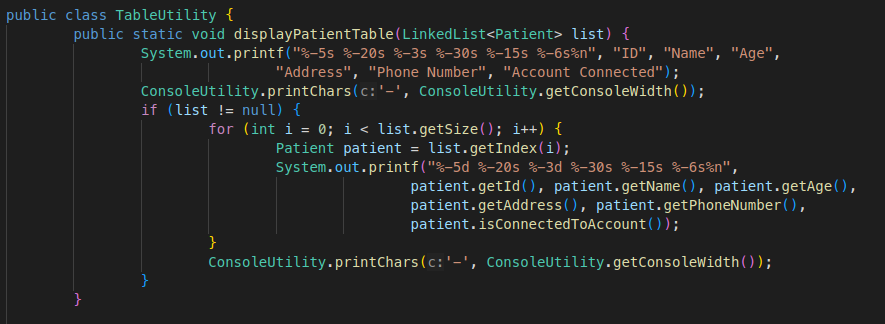 public class TableUtility {
public static void displayPatientTable(LinkedList<Patient> list) {
System.out.printf("%-5s %-20s %-3s %-30s %-15s %-6s%n", "ID", "Name", "Age",
"Address", "Phone Number", "Account Connected");
ConsoleUtility.printChars(c:'-', ConsoleUtility.getConsoleWidth());
if (list != null) {
for (int i = 0; i < list.getSize(); i++) {
Patient patient = list.getIndex(i);
System.out.printf("%-5d %-20s %-3d %-30s %-15s %-6s%n",
patient.getId(), patient.getName(), patient.getAge(),
patient.getAddress(), patient.getPhoneNumber(),
patient.isConnectedToAccount());
}
ConsoleUtility.printChars(c:'-', ConsoleUtility.getConsoleWidth());
}
}